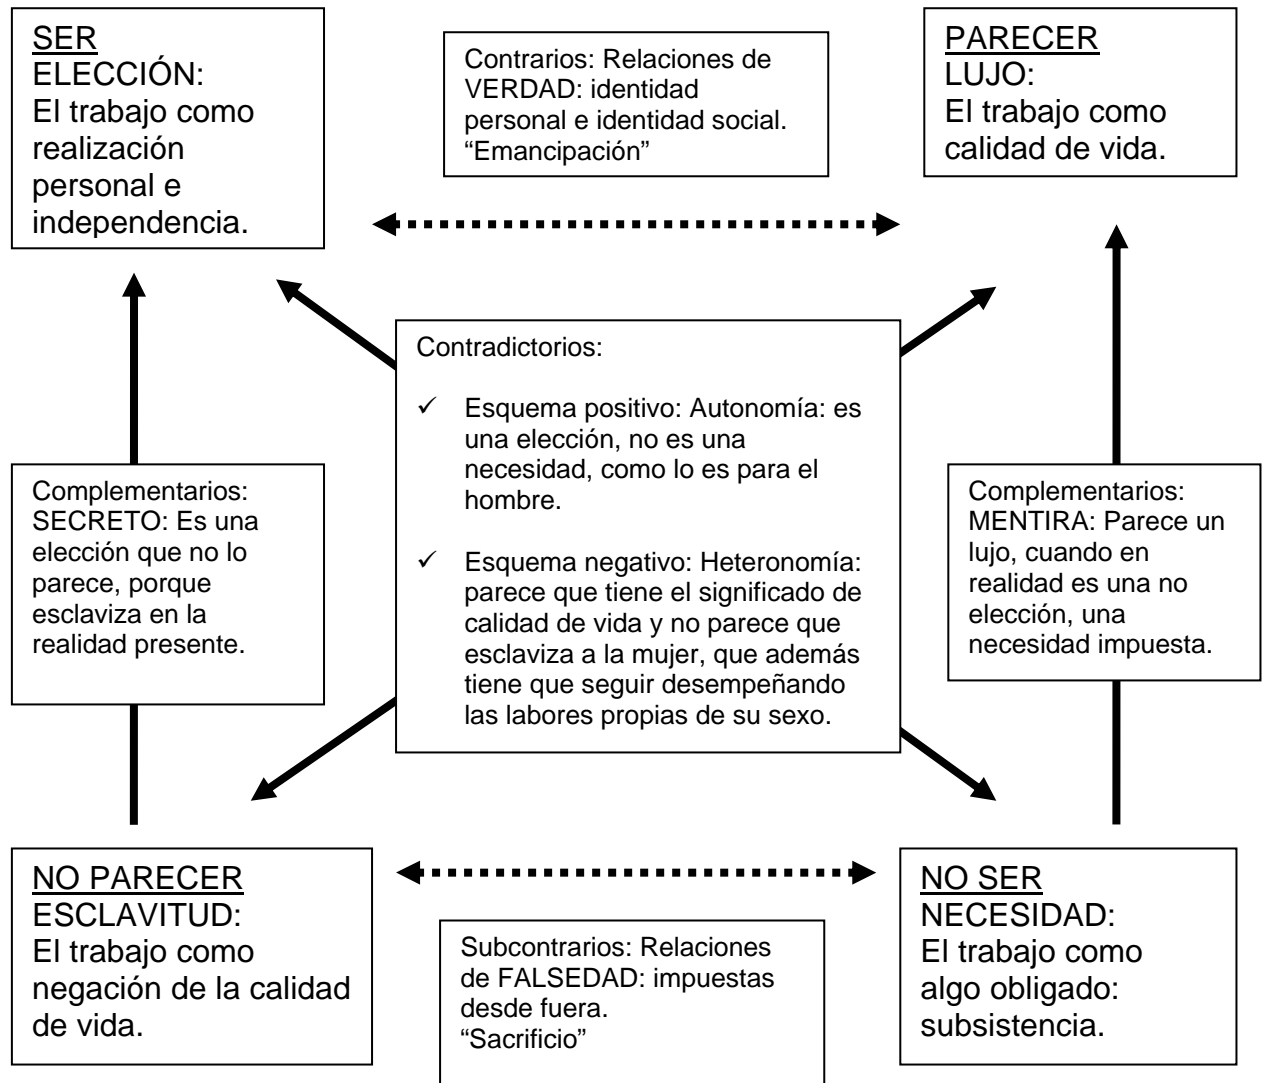 SER
ELECCIÓN:
El trabajo como
realización
personal e
independencia.
Contrarios: Relaciones de
VERDAD: identidad
personal e identidad social.
“Emancipación”
PARECER
LUJO:
El trabajo como
calidad de vida.
Contradictorios:
✓ Esquema positivo: Autonomía: es
una elección, no es una
necesidad, como lo es para el
hombre.
✓ Esquema negativo: Heteronomía:
parece que tiene el significado de
calidad de vida y no parece que
esclaviza a la mujer, que además
tiene que seguir desempeñando
las labores propias de su sexo.
Complementarios:
SECRETO: Es una
elección que no lo
parece, porque
esclaviza en la
realidad presente.
Complementarios:
MENTIRA: Parece un
lujo, cuando en
realidad es una no
elección, una
necesidad impuesta.
NO PARECER
ESCLAVITUD:
El trabajo como
negación de la calidad
de vida.
Subcontrarios: Relaciones
de FALSEDAD: impuestas
desde fuera.
“Sacrificio”
NO SER
NECESIDAD:
El trabajo como
algo obligado:
subsistencia.